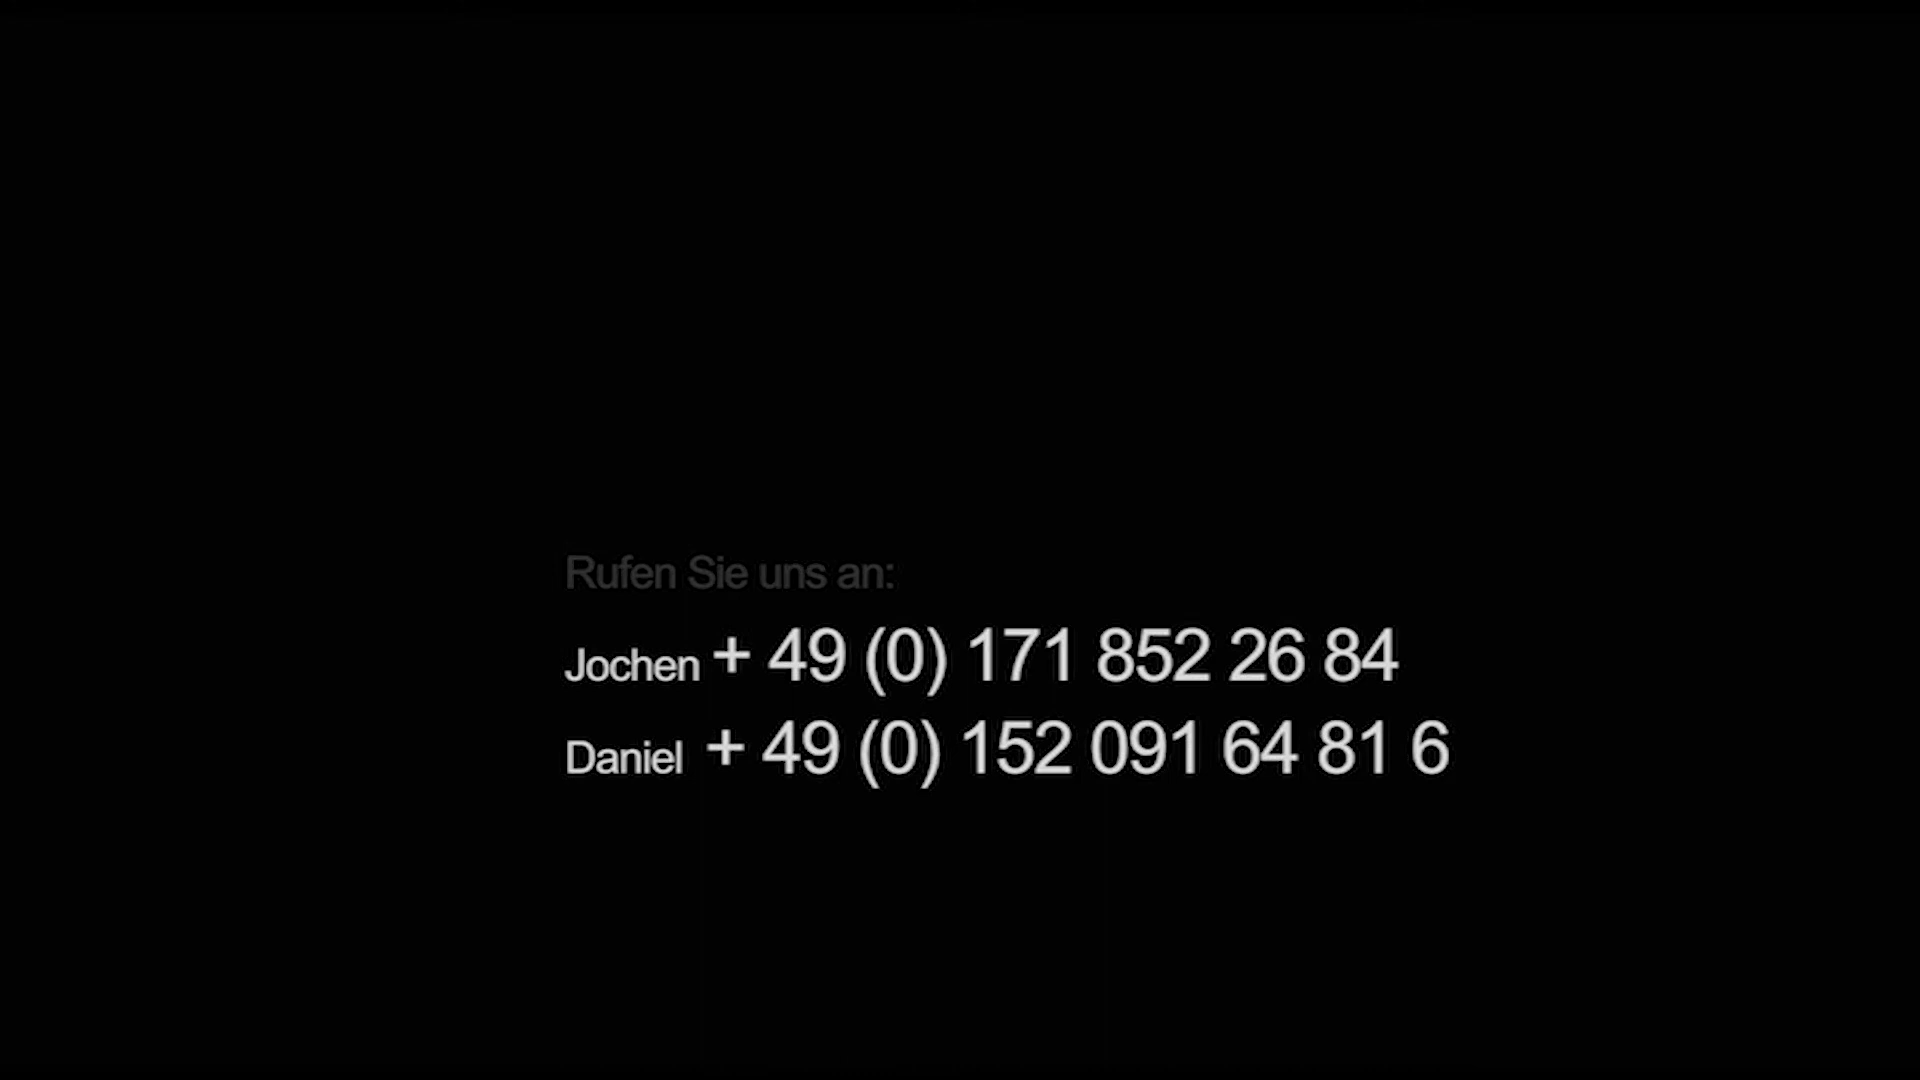 Rufen Sie uns an:
Jochen + 49 (0) 171 852 26 84
Daniel + 49 (0) 152 091 64 81 6